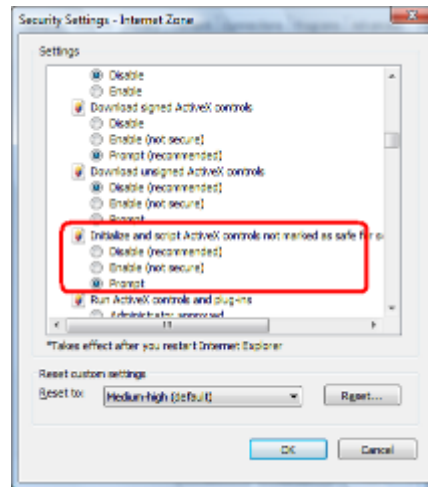 Security Settings - Internet Zone
Settings
Disable
Enable
Download signed ActiveX controls
Disable
Enable (not secure)
Prompt (recommended)
Download unsigned ActiveX controls
Disable (recommended)
Enable (not secure)
Prompt
Initialize and script ActiveX controls not marked as safe for s
Disable (recommended)
Enable (not secure)
Prompt
Run ActiveX controls and plug-ins
Administrator approved
*Takes effect after you restart Internet Explorer
Reset custom settings
Reset to: Medium-high (default) Reset...
OK Cancel